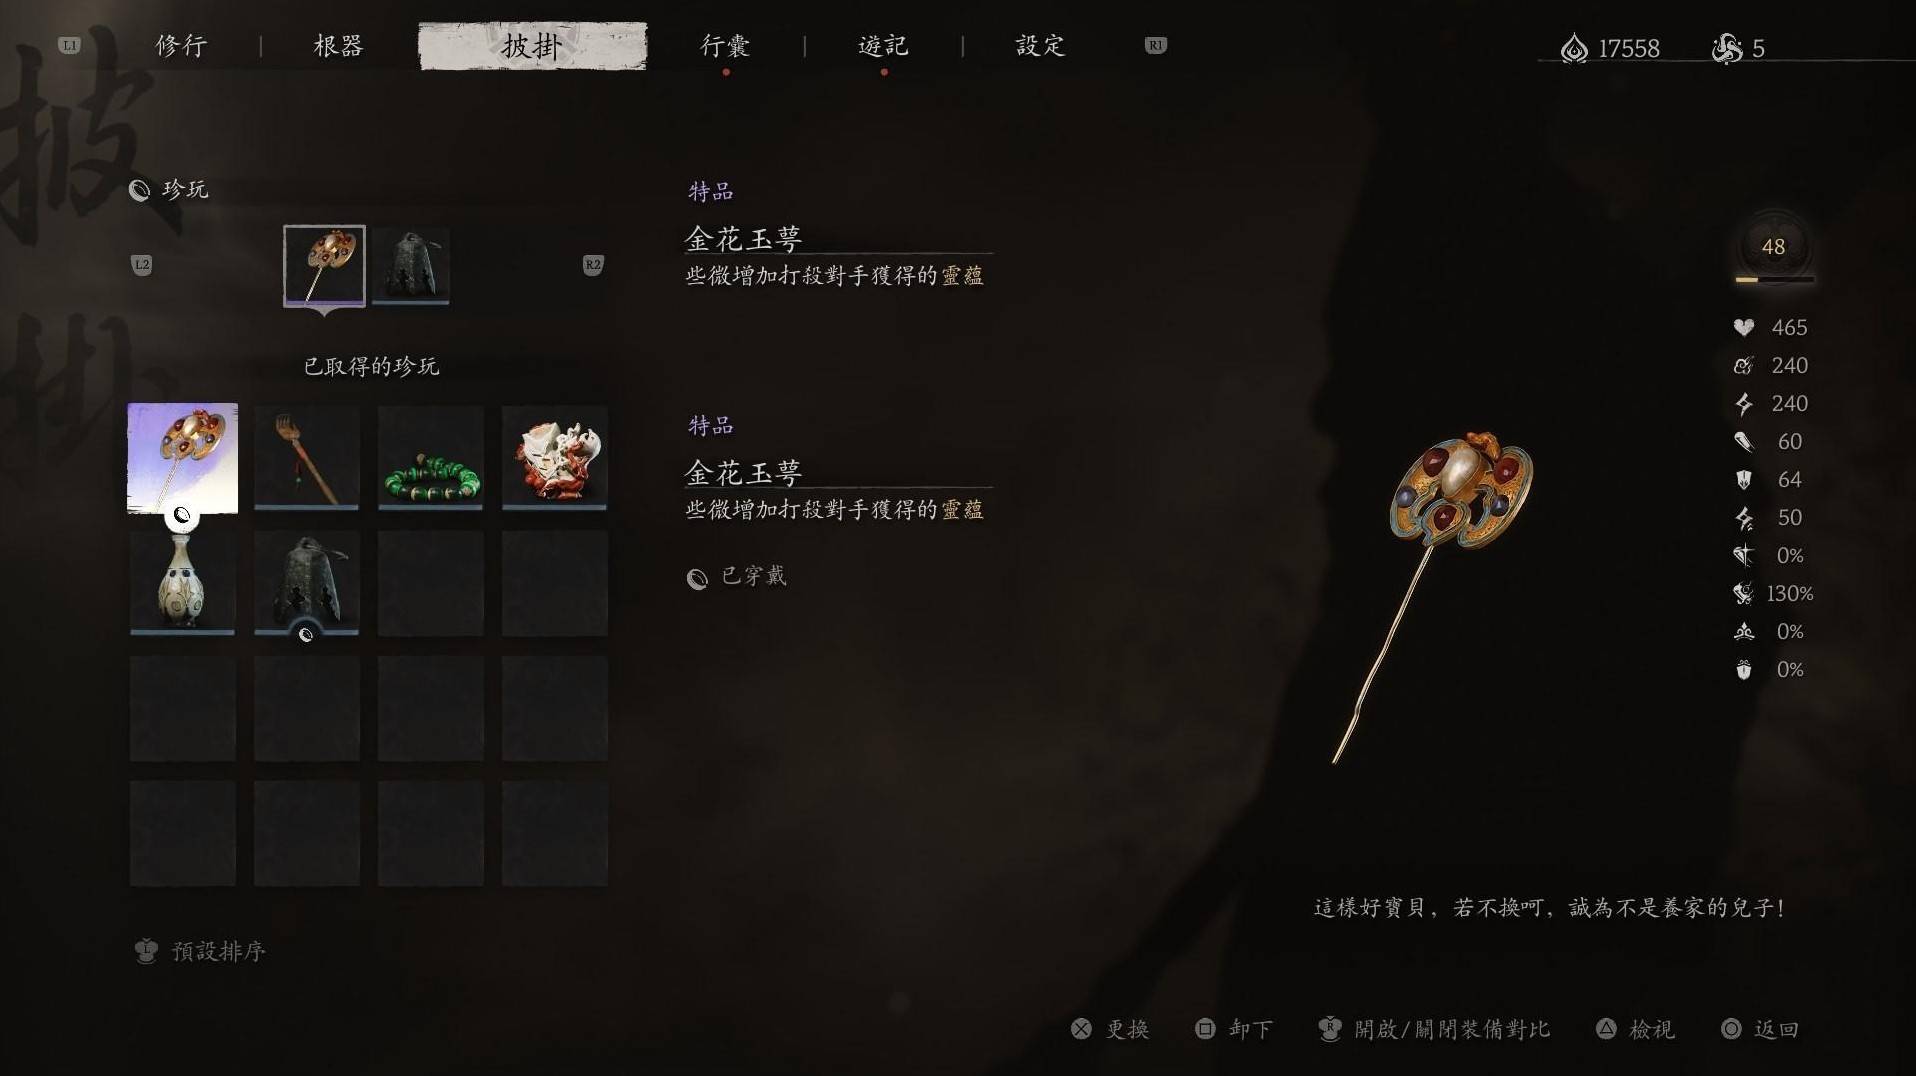 L1 修行 | 根器 披掛 行囊 | 遊記 | 設定 R1 17558 5
披掛
珍玩
L2 R2
已取得的珍玩
預設排序
特品
金花玉萼
些微增加打殺對手獲得的靈蘊
特品
金花玉萼
些微增加打殺對手獲得的靈蘊
已穿戴
48
465
240
240
60
64
50
0%
130%
0%
0%
這樣好寶貝，若不換呵，誠為不是養家的兒子！
更換 卸下 R 開啟/關閉裝備對比 檢視 返回